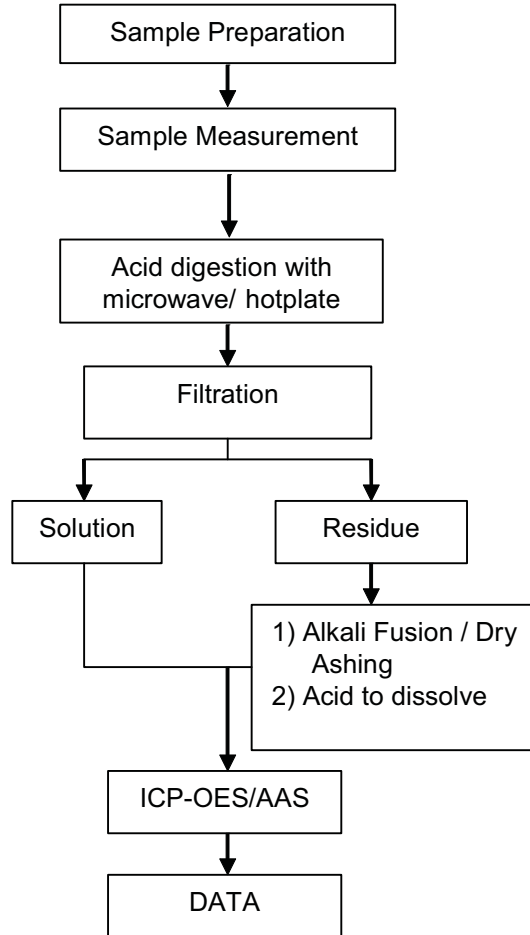 Sample Preparation
Sample Measurement
Acid digestion with
microwave/ hotplate
Filtration
Solution
Residue
1) Alkali Fusion / Dry
Ashing
2) Acid to dissolve
ICP-OES/AAS
DATA